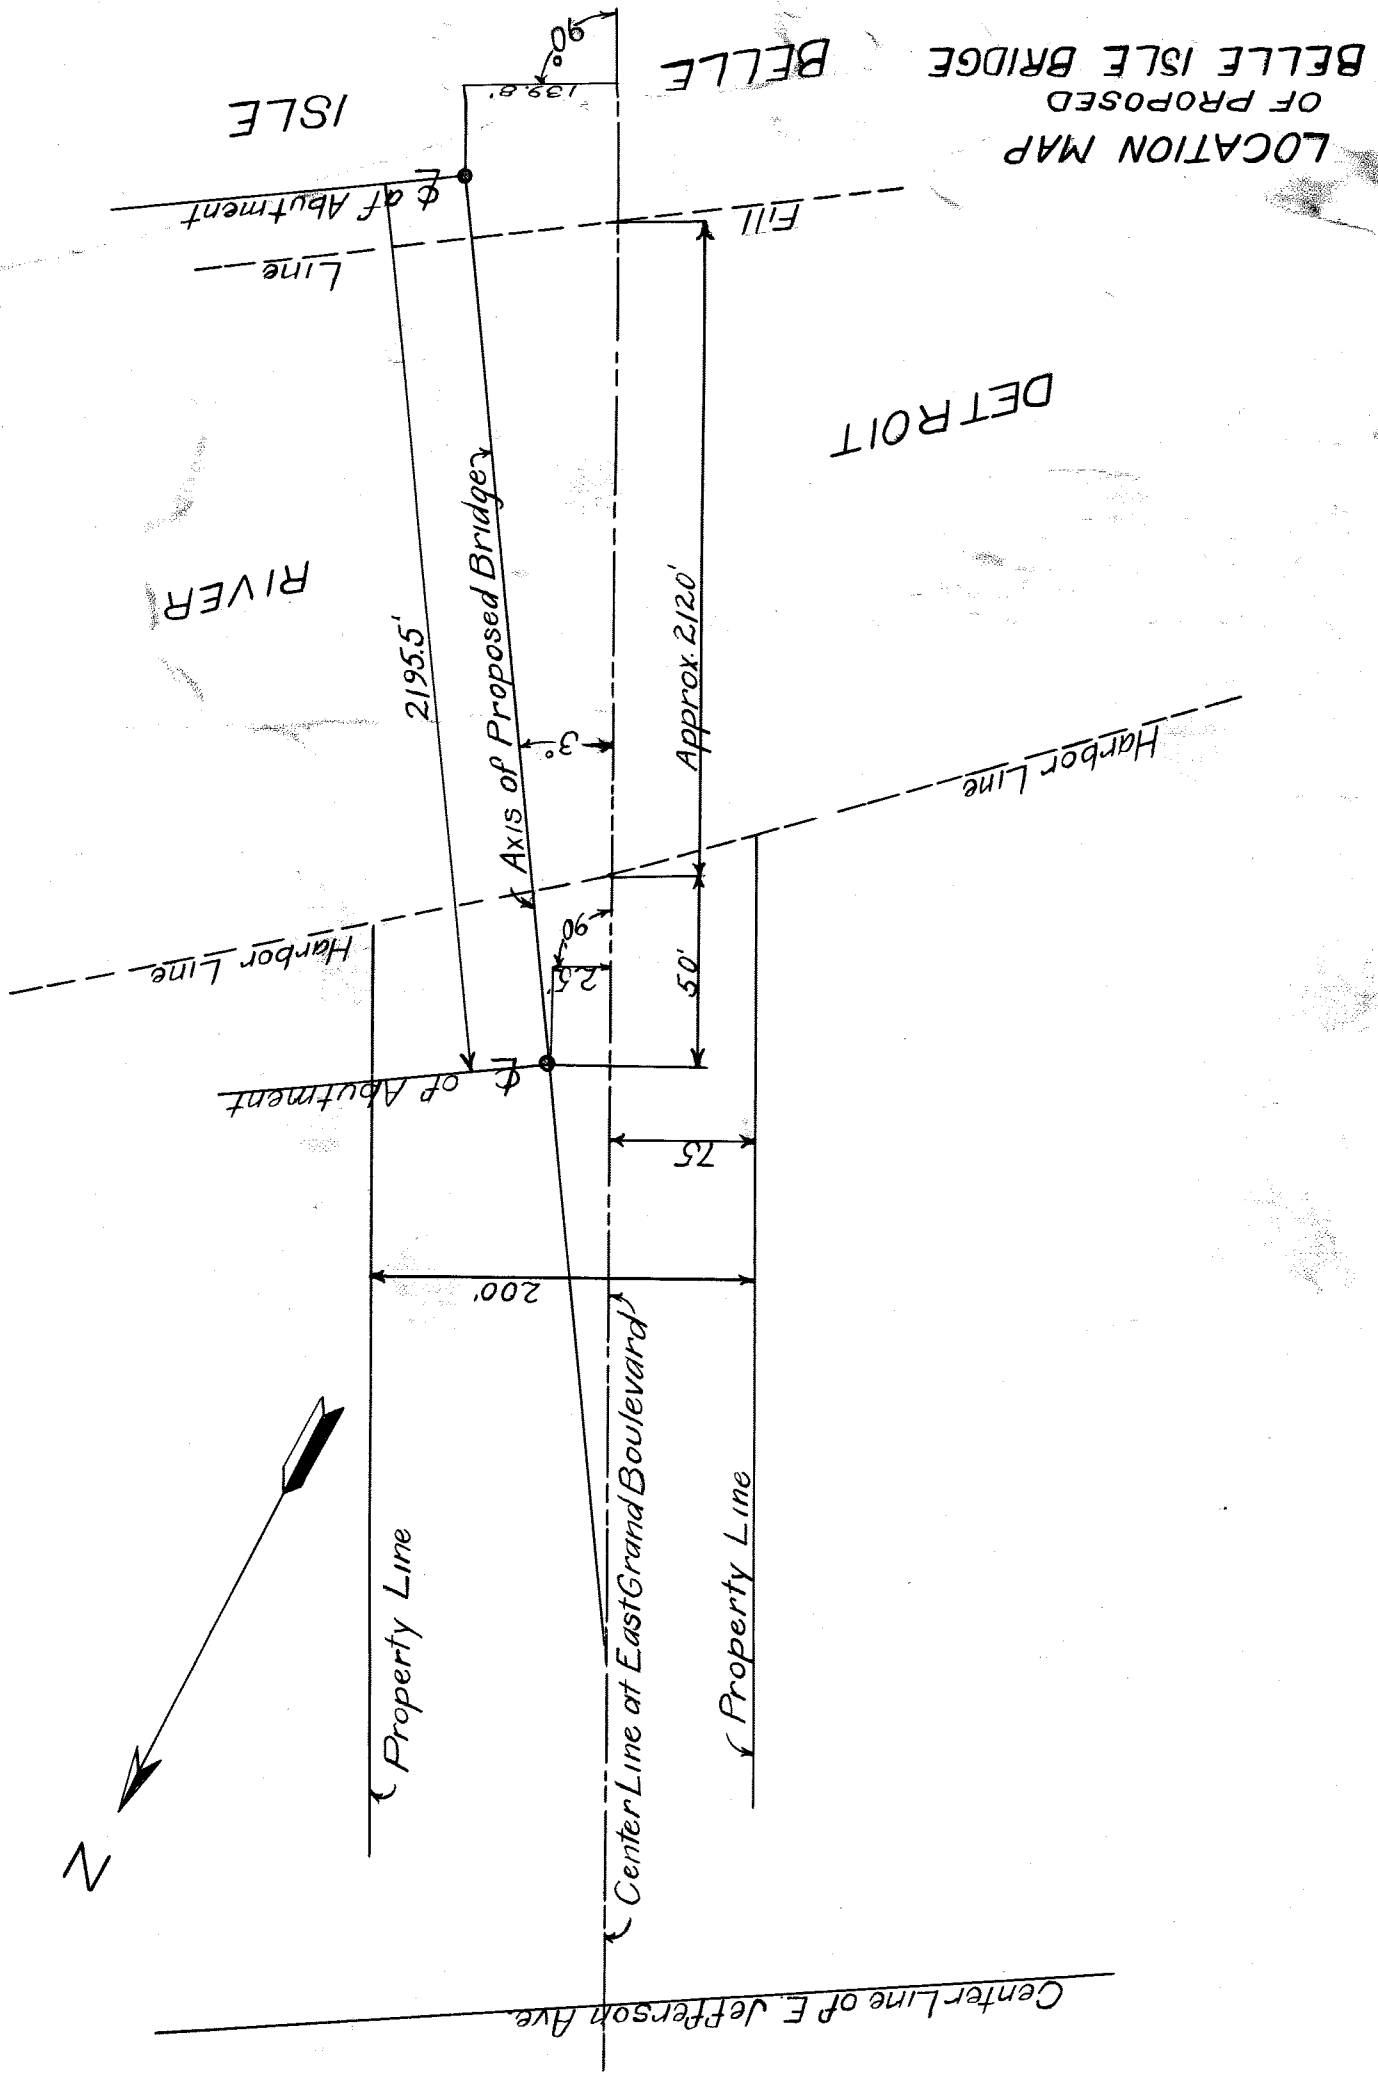 LOCATION MAP
OF PROPOSED
BELLE ISLE BRIDGE
Center Line of E. Jefferson Ave.
N
Property Line
Center Line at East Grand Boulevard
Property Line
200'
75
℄ of Abutment
25'
90
50'
Harbor Line
Harbor Line
Axis of Proposed Bridge
3°
2195.5'
Approx. 2120'
DETROIT
RIVER
Fill
Line
℄ of Abutment
139.8'
90°
BELLE
ISLE